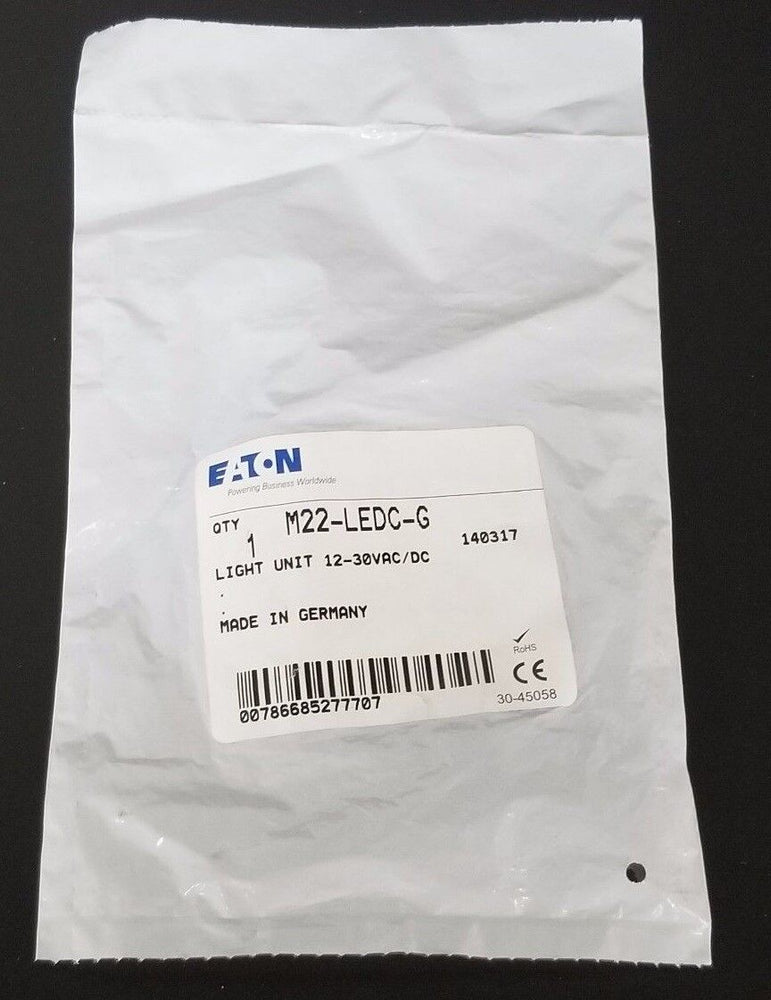 EATON
Powering Business Worldwide
QTY M22-LEDC-G
1 140317
LIGHT UNIT 12-30VAC/DC
.
.
MADE IN GERMANY
RoHS
CE
00786685277707
30-45058